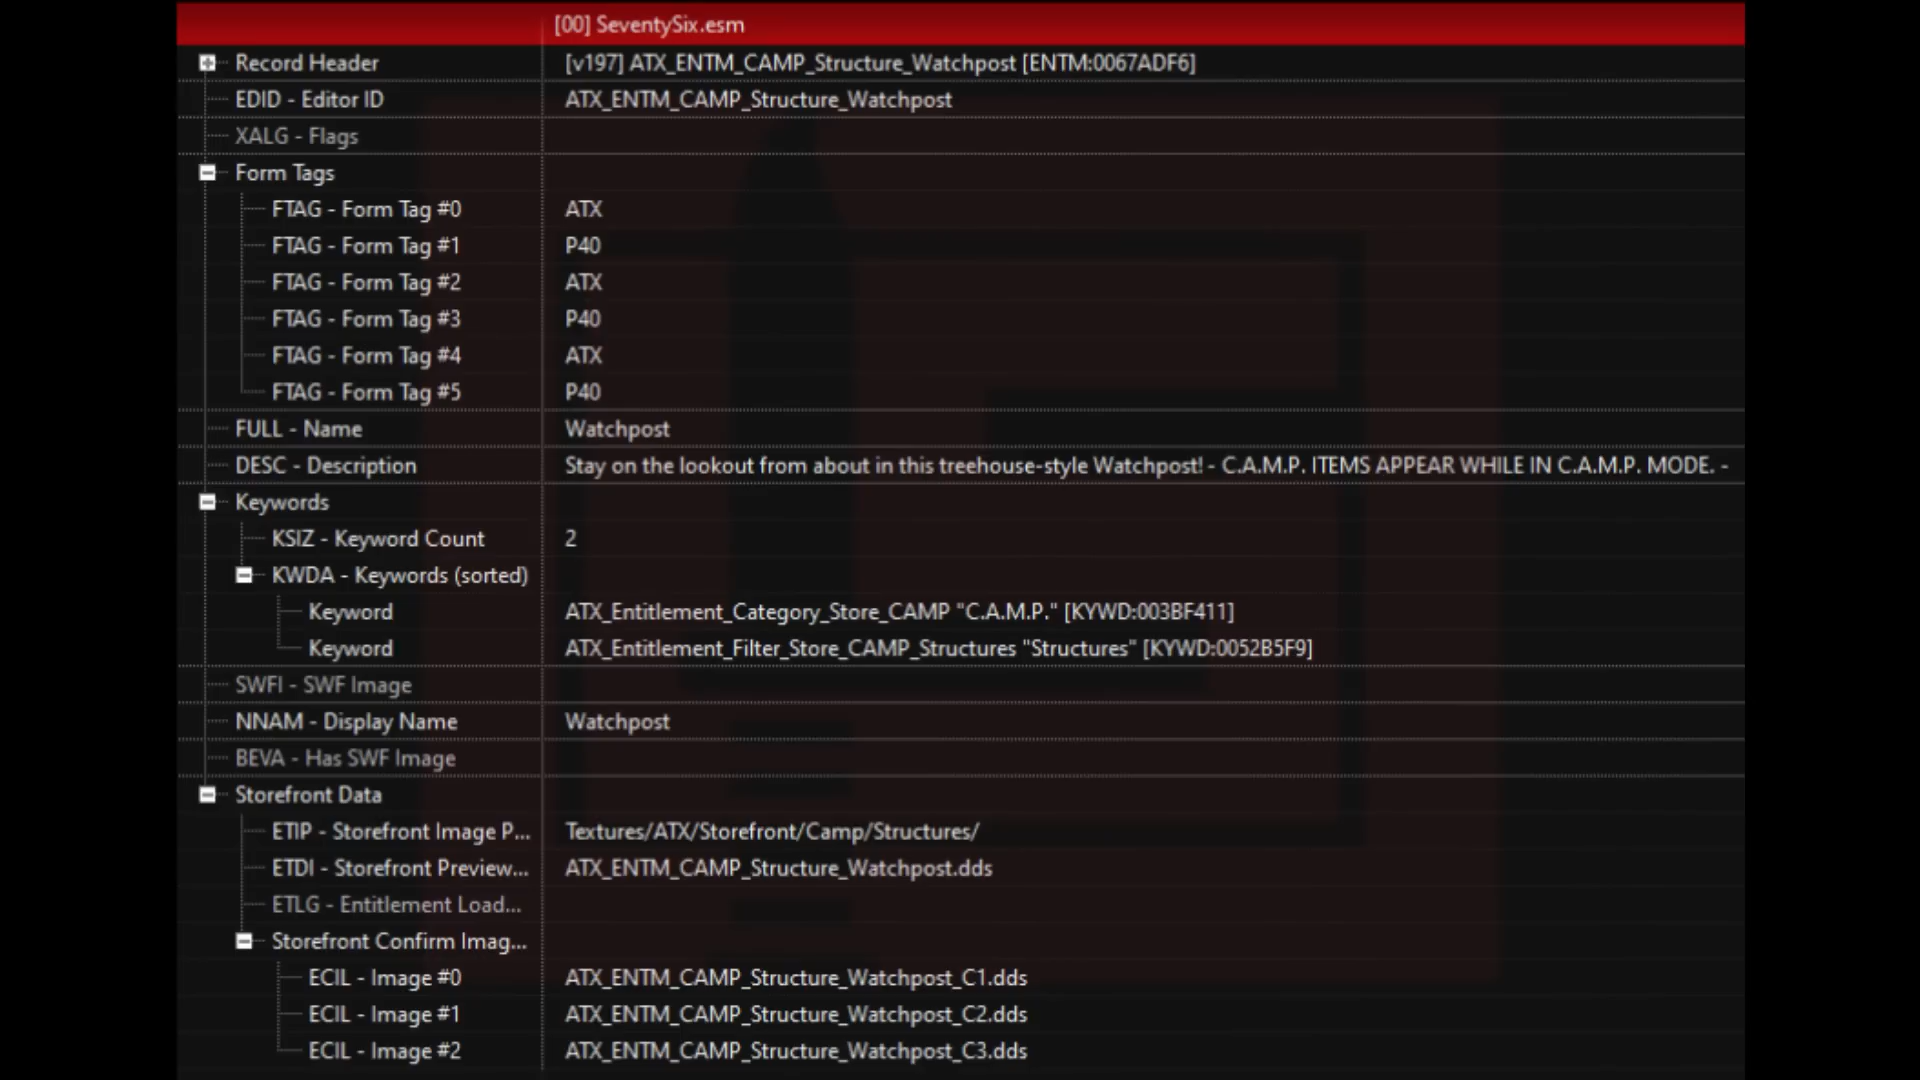 [00] SeventySix.esm
Record Header [v197] ATX_ENTM_CAMP_Structure_Watchpost [ENTM:0067ADF6]
EDID - Editor ID ATX_ENTM_CAMP_Structure_Watchpost
XALG - Flags
Form Tags
FTAG - Form Tag #0 ATX
FTAG - Form Tag #1 P40
FTAG - Form Tag #2 ATX
FTAG - Form Tag #3 P40
FTAG - Form Tag #4 ATX
FTAG - Form Tag #5 P40
FULL - Name Watchpost
DESC - Description Stay on the lookout from about in this treehouse-style Watchpost! - C.A.M.P. ITEMS APPEAR WHILE IN C.A.M.P. MODE. -
Keywords
KSIZ - Keyword Count 2
KWDA - Keywords (sorted)
Keyword ATX_Entitlement_Category_Store_CAMP "C.A.M.P." [KYWD:003BF411]
Keyword ATX_Entitlement_Filter_Store_CAMP_Structures "Structures" [KYWD:0052B5F9]
SWFI - SWF Image
NNAM - Display Name Watchpost
BEVA - Has SWF Image
Storefront Data
ETIP - Storefront Image P... Textures/ATX/Storefront/Camp/Structures/
ETDI - Storefront Preview... ATX_ENTM_CAMP_Structure_Watchpost.dds
ETLG - Entitlement Load...
Storefront Confirm Imag...
ECIL - Image #0 ATX_ENTM_CAMP_Structure_Watchpost_C1.dds
ECIL - Image #1 ATX_ENTM_CAMP_Structure_Watchpost_C2.dds
ECIL - Image #2 ATX_ENTM_CAMP_Structure_Watchpost_C3.dds